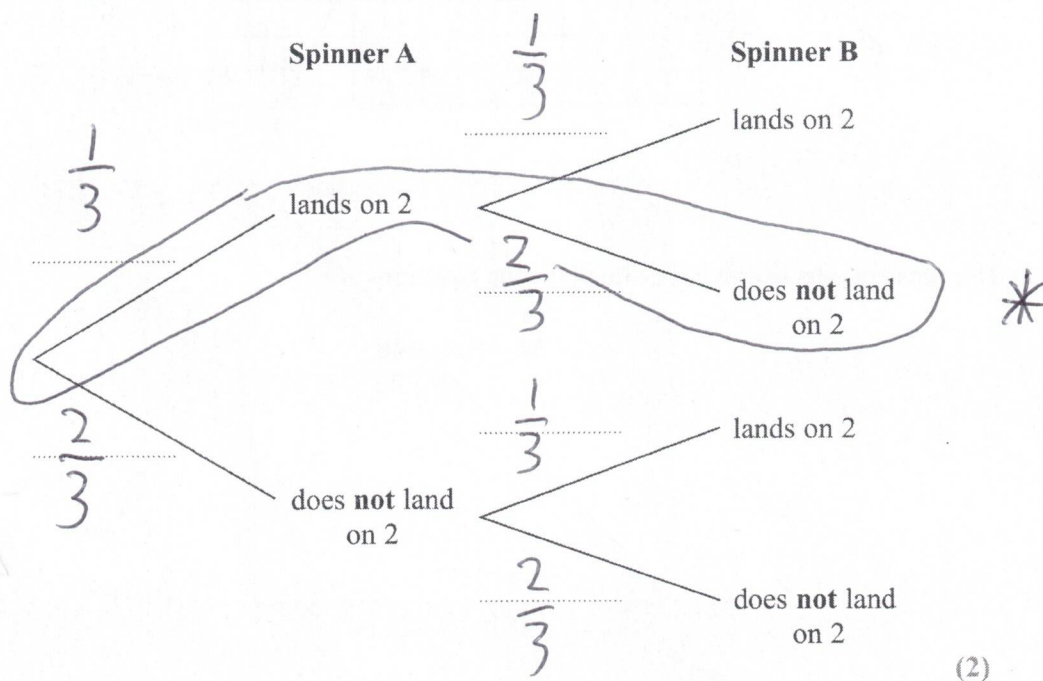 Spinner A
1/3
Spinner B
lands on 2
1/3
lands on 2
2/3
does not land
on 2
*
2/3
1/3
lands on 2
does not land
on 2
2/3
does not land
on 2
(2)